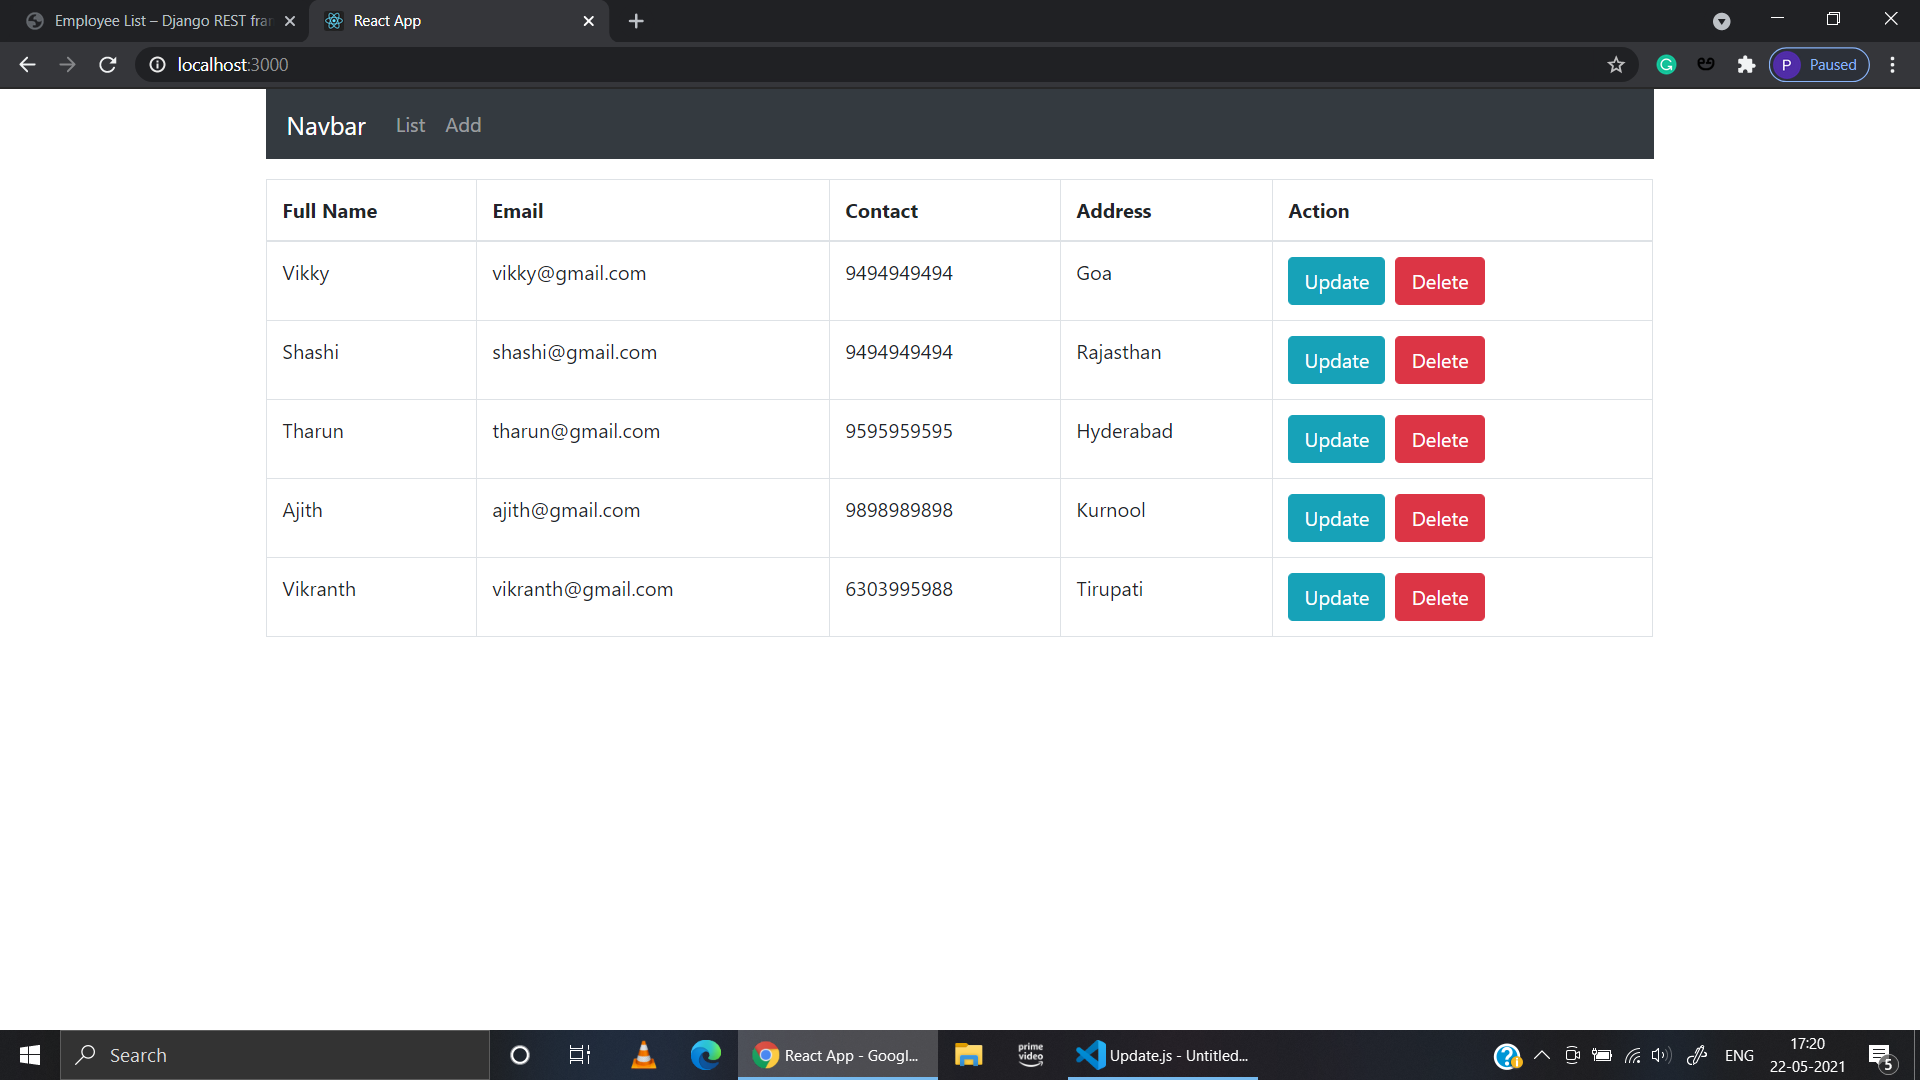 Employee List – Django REST fran
React App
localhost:3000
P Paused
Navbar List Add
Full Name Email Contact Address Action
Vikky vikky@gmail.com 9494949494 Goa Update Delete
Shashi shashi@gmail.com 9494949494 Rajasthan Update Delete
Tharun tharun@gmail.com 9595959595 Hyderabad Update Delete
Ajith ajith@gmail.com 9898989898 Kurnool Update Delete
Vikranth vikranth@gmail.com 6303995988 Tirupati Update Delete
Search
React App - Googl...
prime
video
Update.js - Untitled...
ENG
17:20
22-05-2021
5